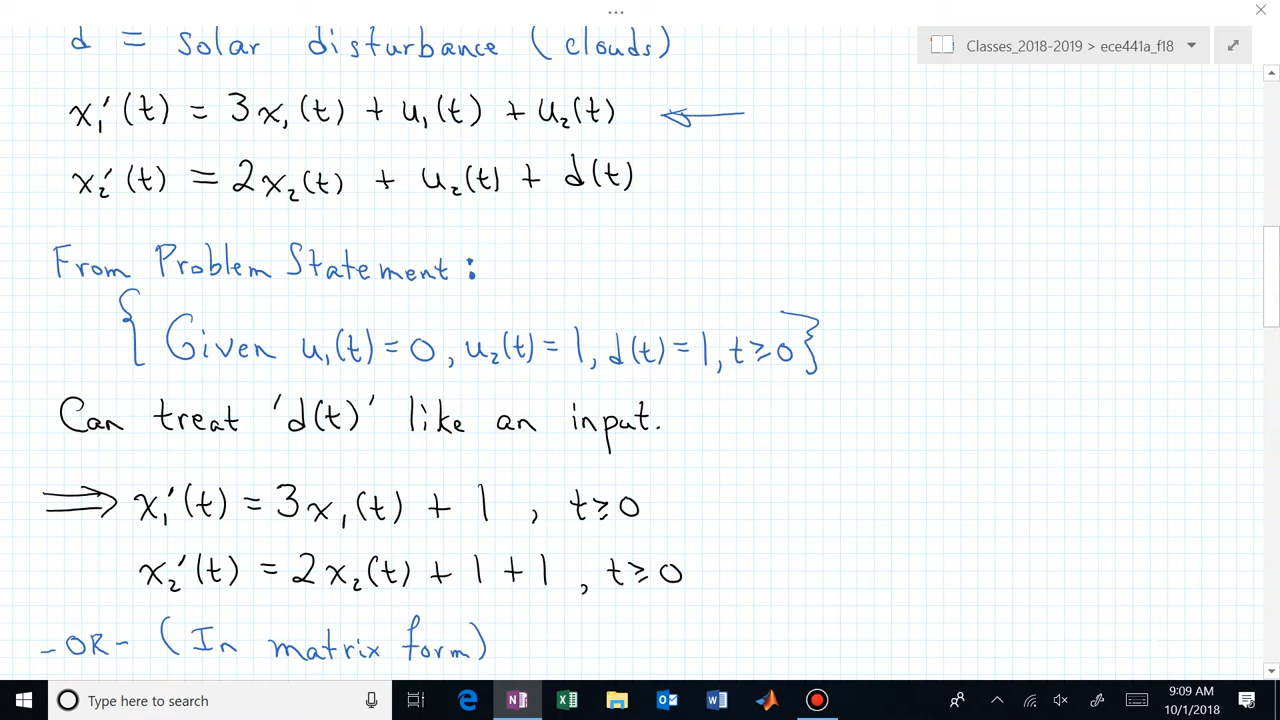 d = solar disturbance (clouds)
Classes_2018-2019 > ece441a_f18
x₁'(t) = 3x₁(t) + u₁(t) + u₂(t)
x₂'(t) = 2x₂(t) + u₂(t) + d(t)
From Problem Statement:
{Given u₁(t)=0, u₂(t)=1, d(t)=1, t≥0}
Can treat 'd(t)' like an input.
⟹ x₁'(t) = 3x₁(t) + 1 , t≥0
x₂'(t) = 2x₂(t) + 1 + 1 , t≥0
-OR- (In matrix form)
Type here to search
9:09 AM
10/1/2018